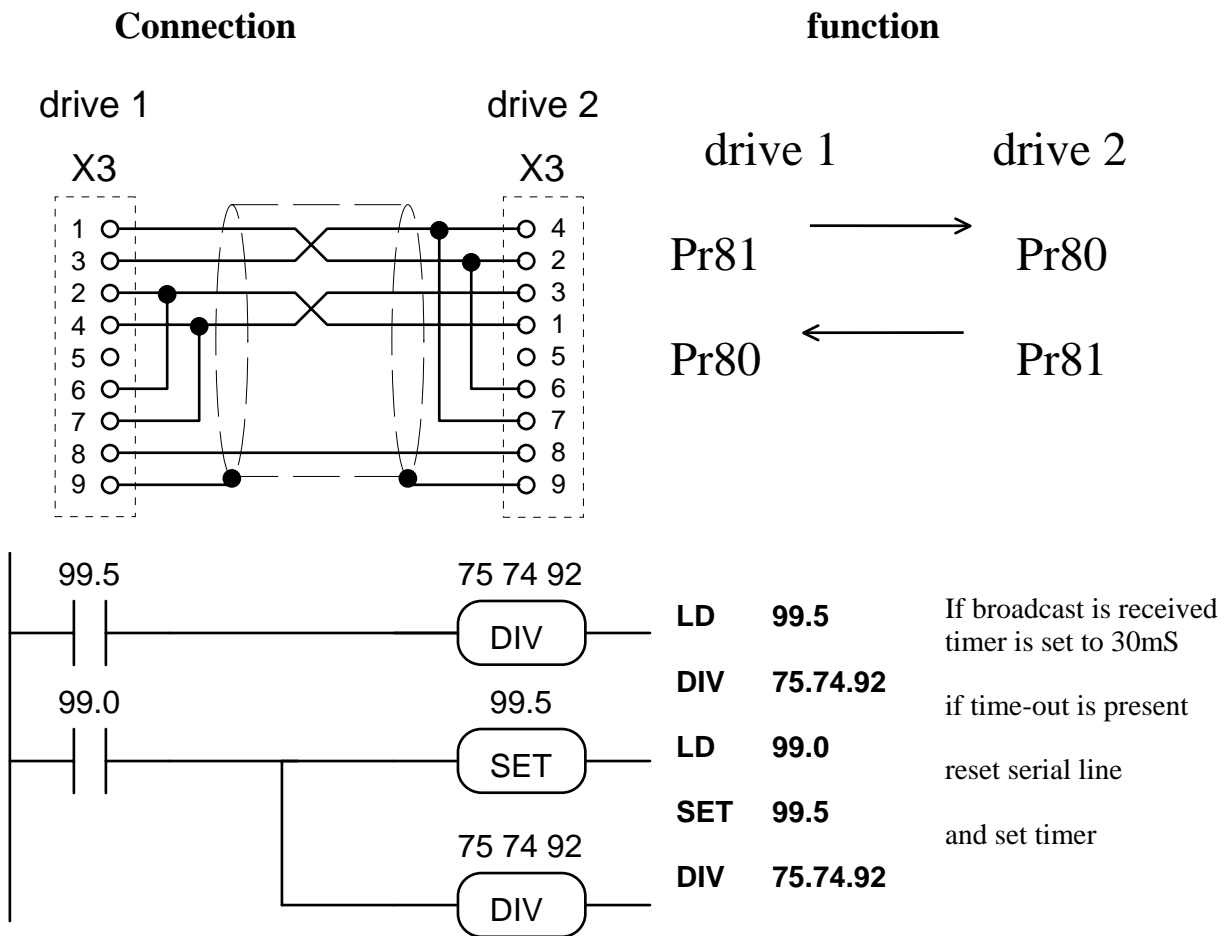 Connection function
drive 1 drive 2
drive 1 drive 2
X3 X3
1 4
3 2
Pr81 Pr80
2 3
4 1
5 5
Pr80 Pr81
6 6
7 7
8 8
9 9
99.5 75 74 92
DIV
99.0 99.5
SET
75 74 92
DIV
LD 99.5
DIV 75.74.92
LD 99.0
SET 99.5
DIV 75.74.92
If broadcast is received
timer is set to 30mS
if time-out is present
reset serial line
and set timer